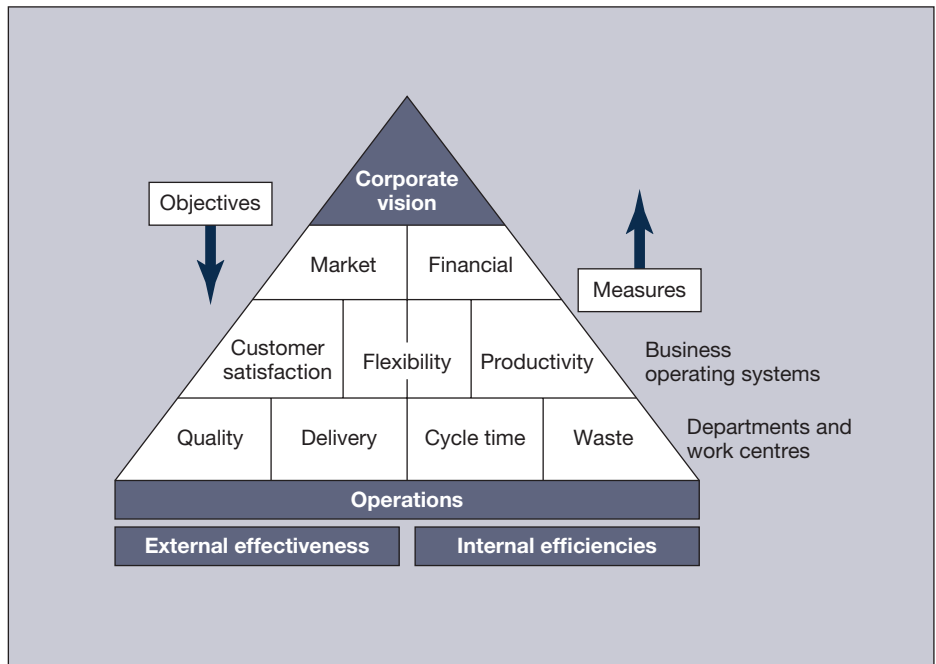 Corporate
vision
Objectives
Market
Financial
Measures
Customer
satisfaction
Flexibility
Productivity
Business
operating systems
Quality
Delivery
Cycle time
Waste
Departments and
work centres
Operations
External effectiveness
Internal efficiencies